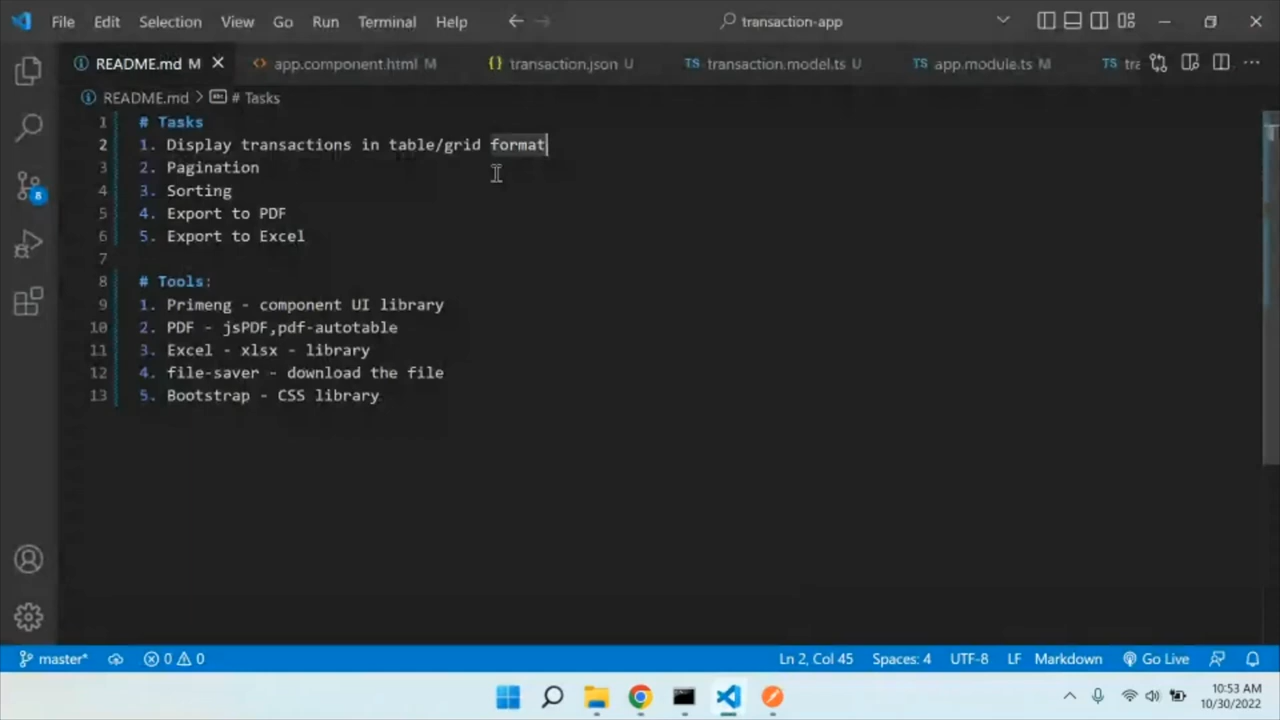 File Edit Selection View Go Run Terminal Help transaction-app
README.md M app.component.html M transaction.json U TS transaction.model.ts U TS app.module.ts M TS tra
README.md > # Tasks
1 # Tasks
2 1. Display transactions in table/grid format
3 2. Pagination
4 3. Sorting
5 4. Export to PDF
6 5. Export to Excel
7
8 # Tools:
9 1. Primeng - component UI library
10 2. PDF - jsPDF,pdf-autotable
11 3. Excel - xlsx - library
12 4. file-saver - download the file
13 5. Bootstrap - CSS library
8
master* 0 0 Ln 2, Col 45 Spaces: 4 UTF-8 LF Markdown Go Live
10:53 AM
10/30/2022